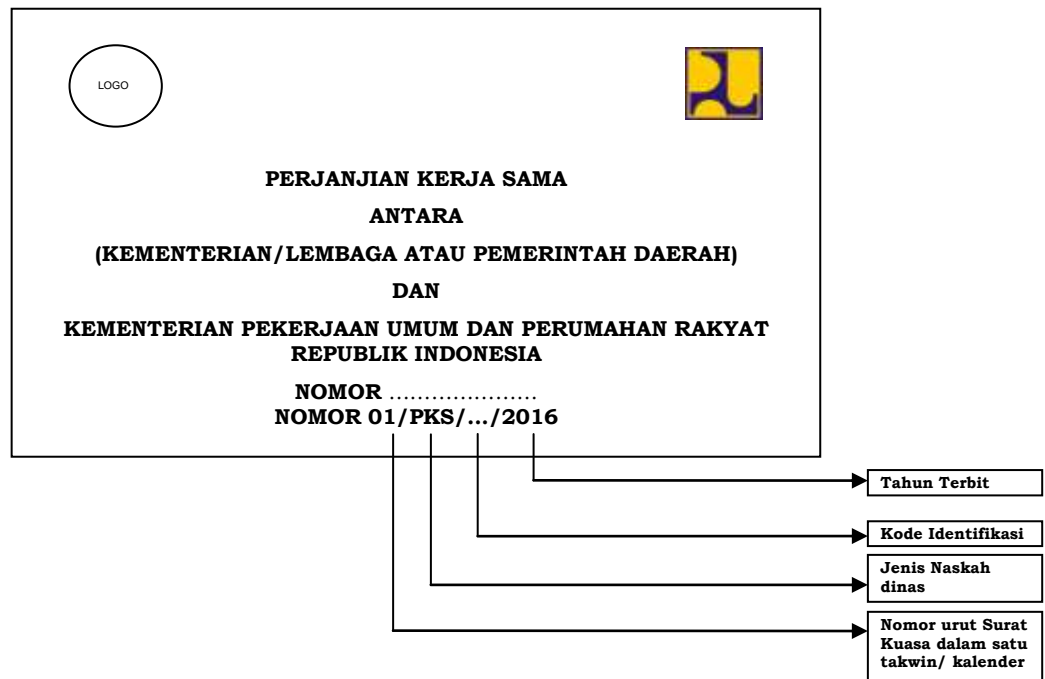 LOGO
PERJANJIAN KERJA SAMA
ANTARA
(KEMENTERIAN/LEMBAGA ATAU PEMERINTAH DAERAH)
DAN
KEMENTERIAN PEKERJAAN UMUM DAN PERUMAHAN RAKYAT
REPUBLIK INDONESIA
NOMOR .....................
NOMOR 01/PKS/.../2016
Tahun Terbit
Kode Identifikasi
Jenis Naskah
dinas
Nomor urut Surat
Kuasa dalam satu
takwin/ kalender